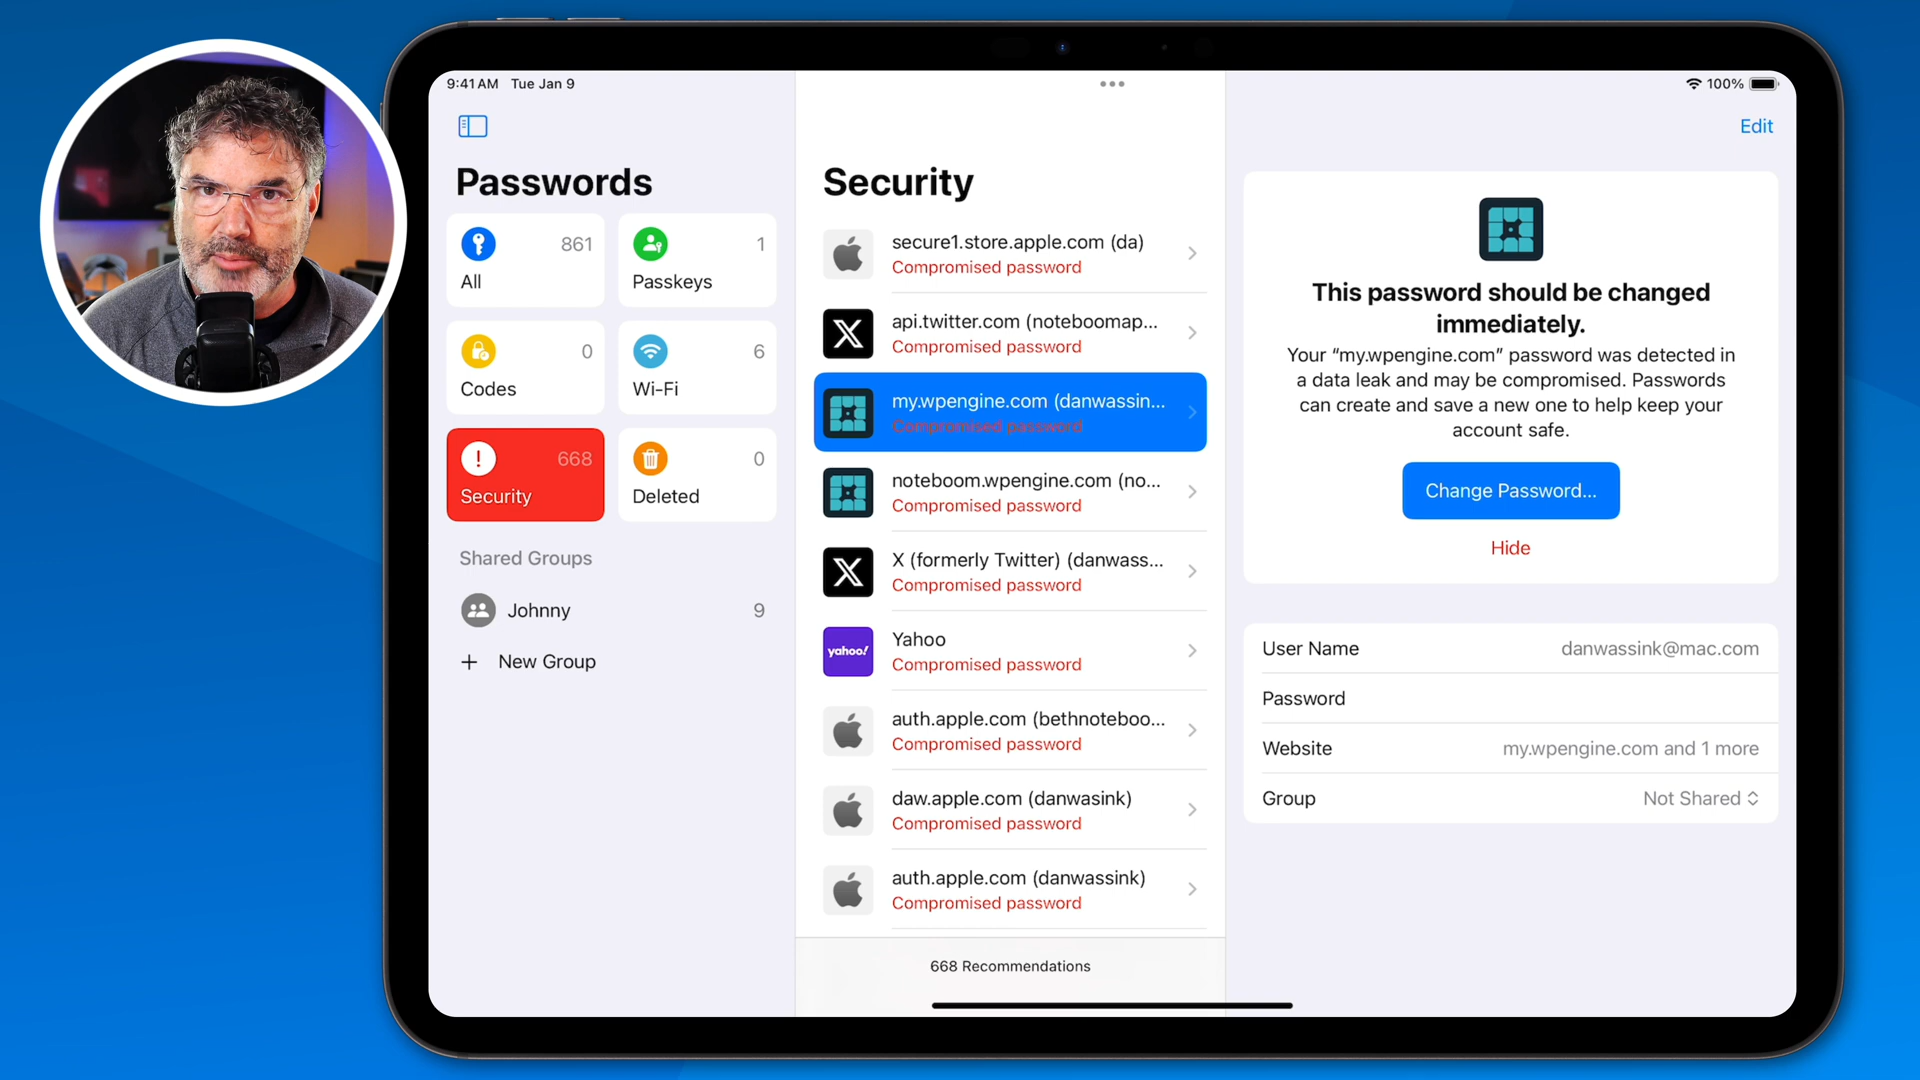 9:41 AM Tue Jan 9
100%
Edit
Passwords
861
All
1
Passkeys
0
Codes
6
Wi-Fi
!
668
Security
0
Deleted
Shared Groups
Johnny
9
+ New Group
Security
secure1.store.apple.com (da)
Compromised password
api.twitter.com (noteboomap...
Compromised password
my.wpengine.com (danwassin...
Compromised password
noteboom.wpengine.com (no...
Compromised password
X (formerly Twitter) (danwass...
Compromised password
yahoo!
Yahoo
Compromised password
auth.apple.com (bethnoteboo...
Compromised password
daw.apple.com (danwasink)
Compromised password
auth.apple.com (danwassink)
Compromised password
668 Recommendations
This password should be changed
immediately.
Your “my.wpengine.com” password was detected in
a data leak and may be compromised. Passwords
can create and save a new one to help keep your
account safe.
Change Password...
Hide
User Name danwassink@mac.com
Password
Website my.wpengine.com and 1 more
Group Not Shared